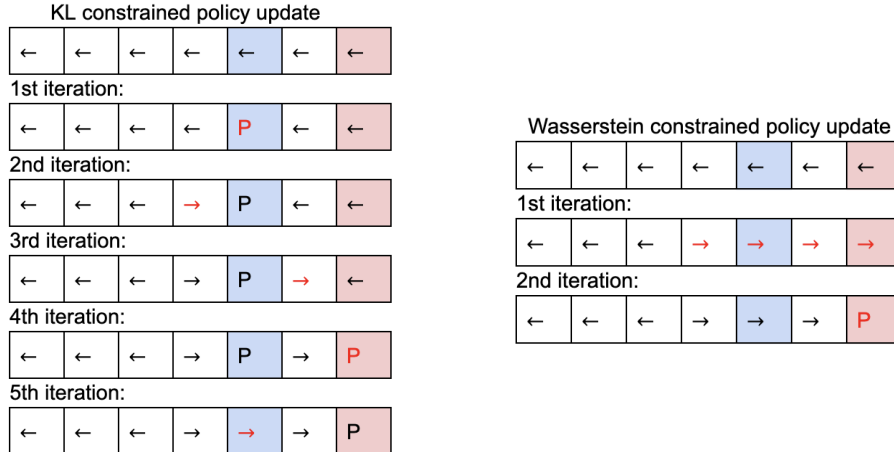 KL constrained policy update
← ← ← ← ← ← ←
1st iteration:
← ← ← ← P ← ←
2nd iteration:
← ← ← → P ← ←
3rd iteration:
← ← ← → P → ←
4th iteration:
← ← ← → P → P
5th iteration:
← ← ← → → → P
Wasserstein constrained policy update
← ← ← ← ← ← ←
1st iteration:
← ← ← → → → →
2nd iteration:
← ← ← → → → P